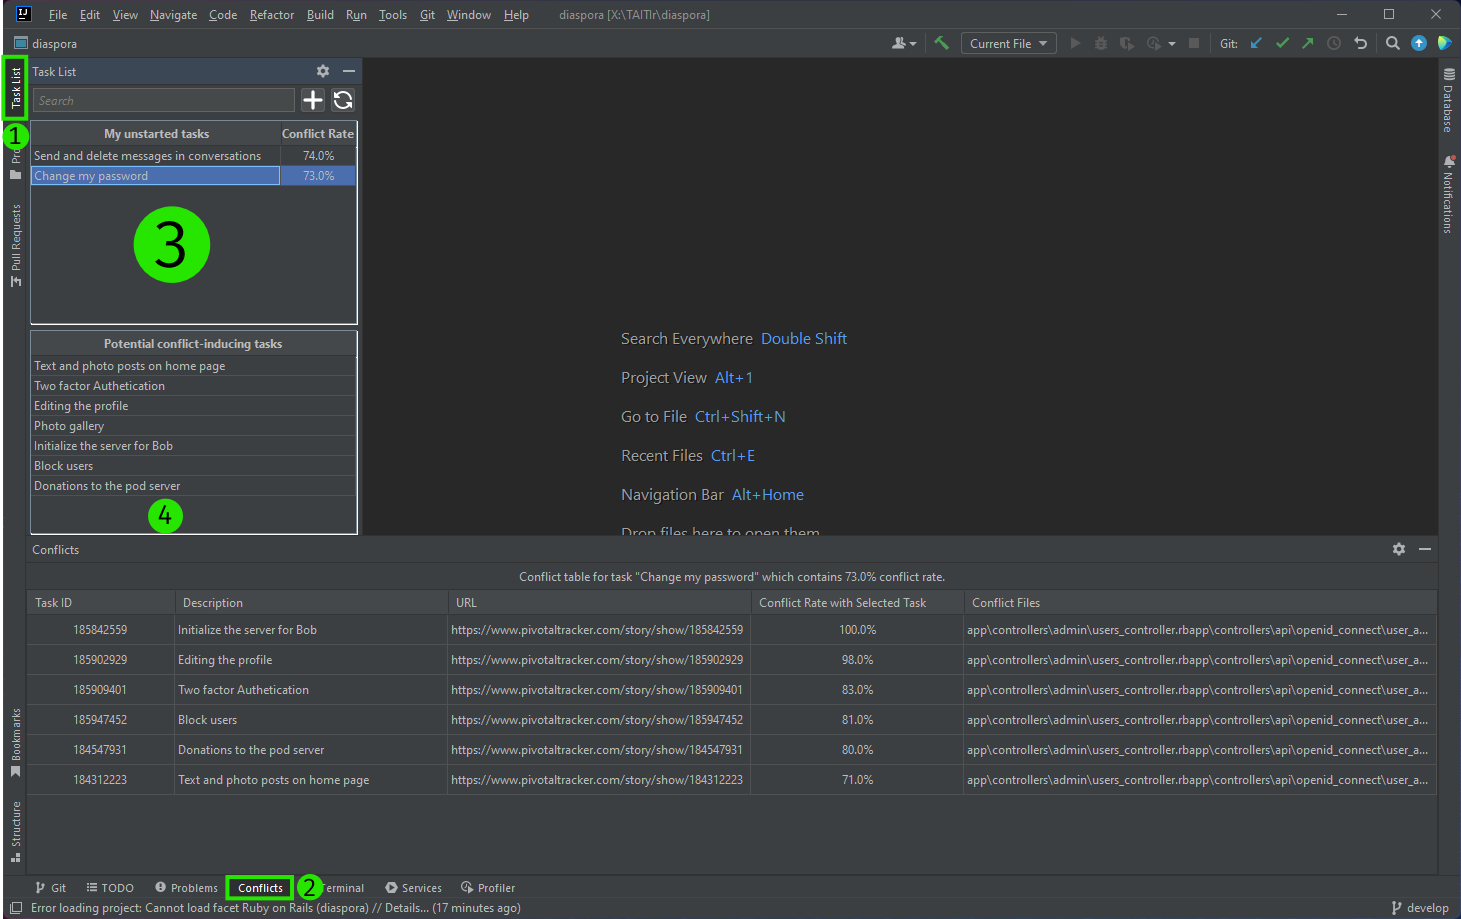 IJ File Edit View Navigate Code Refactor Build Run Tools Git Window Help diaspora [X:\TAITIr\diaspora]
diaspora Current File Git:
Task List
Task List
Search
1
My unstarted tasks Conflict Rate
Send and delete messages in conversations 74.0%
Change my password 73.0%
3
Pull Requests
Potential conflict-inducing tasks
Text and photo posts on home page
Two factor Authetication
Editing the profile
Photo gallery
Initialize the server for Bob
Block users
Donations to the pod server
4
Search Everywhere Double Shift
Project View Alt+1
Go to File Ctrl+Shift+N
Recent Files Ctrl+E
Navigation Bar Alt+Home
Drop files here to open them
Database
Notifications
Conflicts
Conflict table for task "Change my password" which contains 73.0% conflict rate.
Task ID Description URL Conflict Rate with Selected Task Conflict Files
185842559 Initialize the server for Bob https://www.pivotaltracker.com/story/show/185842559 100.0% app\controllers\admin\users_controller.rbapp\controllers\api\openid_connect\user_a...
185902929 Editing the profile https://www.pivotaltracker.com/story/show/185902929 98.0% app\controllers\admin\users_controller.rbapp\controllers\api\openid_connect\user_a...
185909401 Two factor Authetication https://www.pivotaltracker.com/story/show/185909401 83.0% app\controllers\admin\users_controller.rbapp\controllers\api\openid_connect\user_a...
185947452 Block users https://www.pivotaltracker.com/story/show/185947452 81.0% app\controllers\admin\users_controller.rbapp\controllers\api\openid_connect\user_a...
184547931 Donations to the pod server https://www.pivotaltracker.com/story/show/184547931 80.0% app\controllers\admin\users_controller.rbapp\controllers\api\openid_connect\user_a...
184312223 Text and photo posts on home page https://www.pivotaltracker.com/story/show/184312223 71.0% app\controllers\admin\users_controller.rbapp\controllers\api\openid_connect\user_a...
Bookmarks
Structure
Git TODO Problems Conflicts 2 erminal Services Profiler
Error loading project: Cannot load facet Ruby on Rails (diaspora) // Details... (17 minutes ago) develop